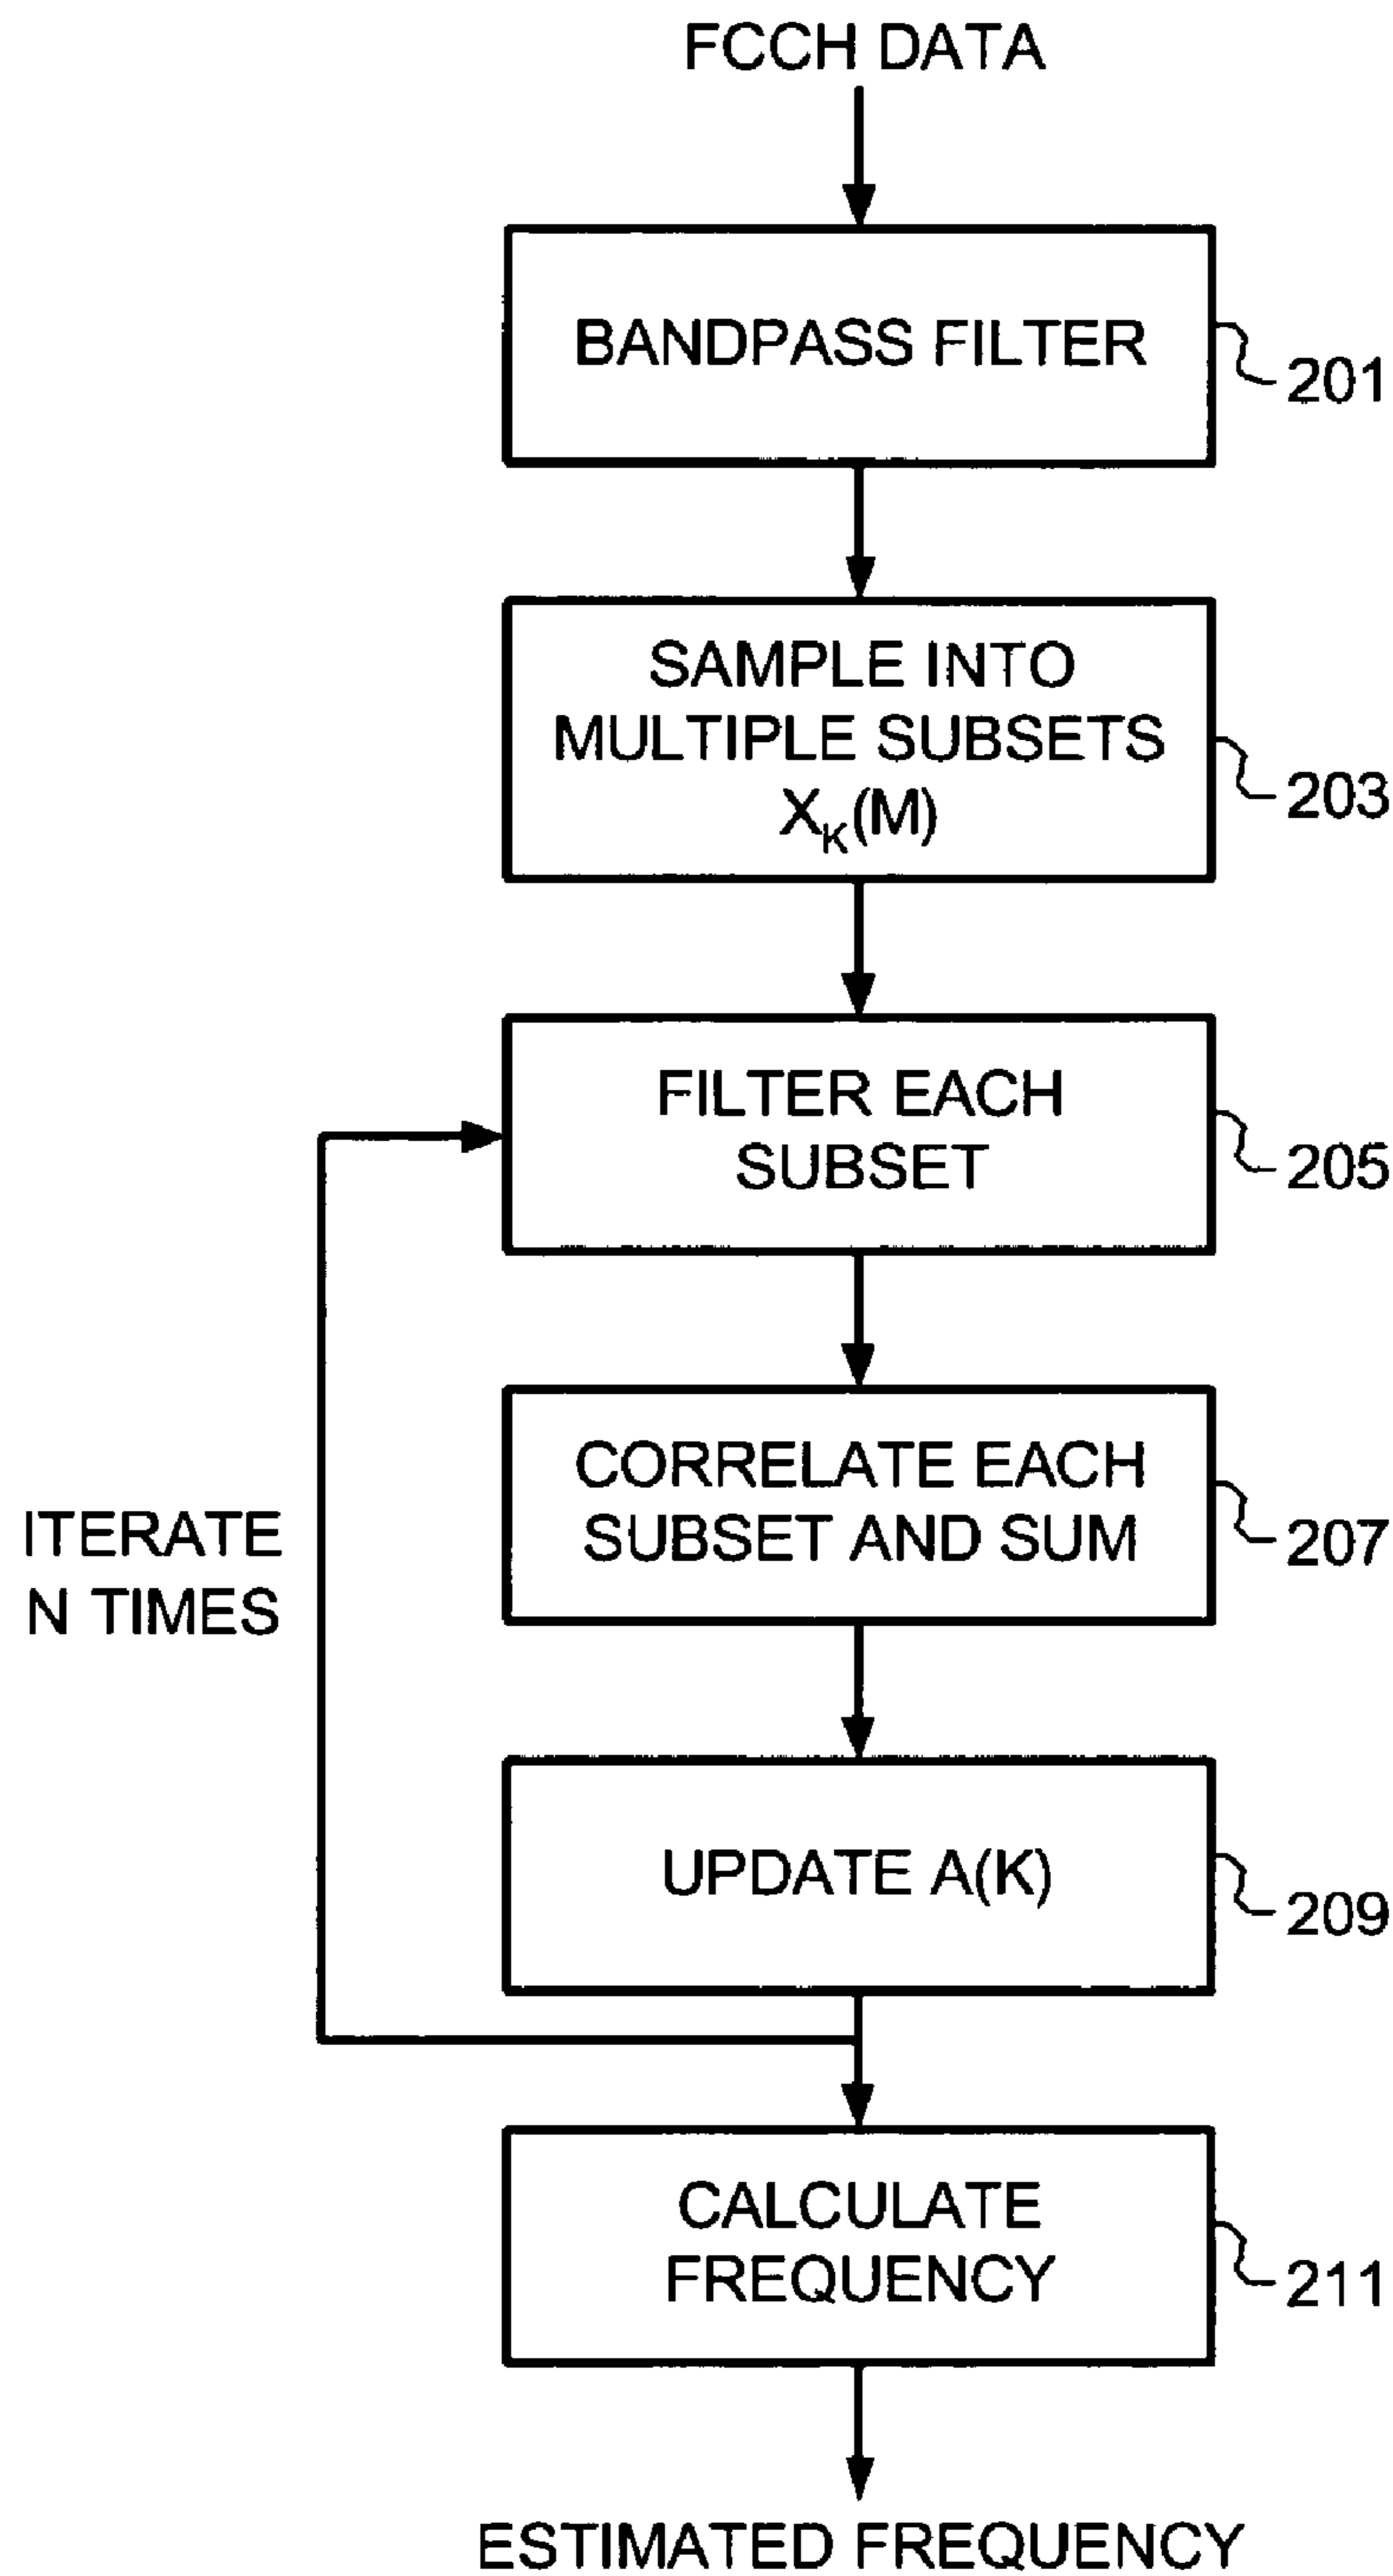 FCCH DATA
BANDPASS FILTER
201
SAMPLE INTO
MULTIPLE SUBSETS
X_K(M)
203
FILTER EACH
SUBSET
205
CORRELATE EACH
SUBSET AND SUM
207
ITERATE
N TIMES
UPDATE A(K)
209
CALCULATE
FREQUENCY
211
ESTIMATED FREQUENCY